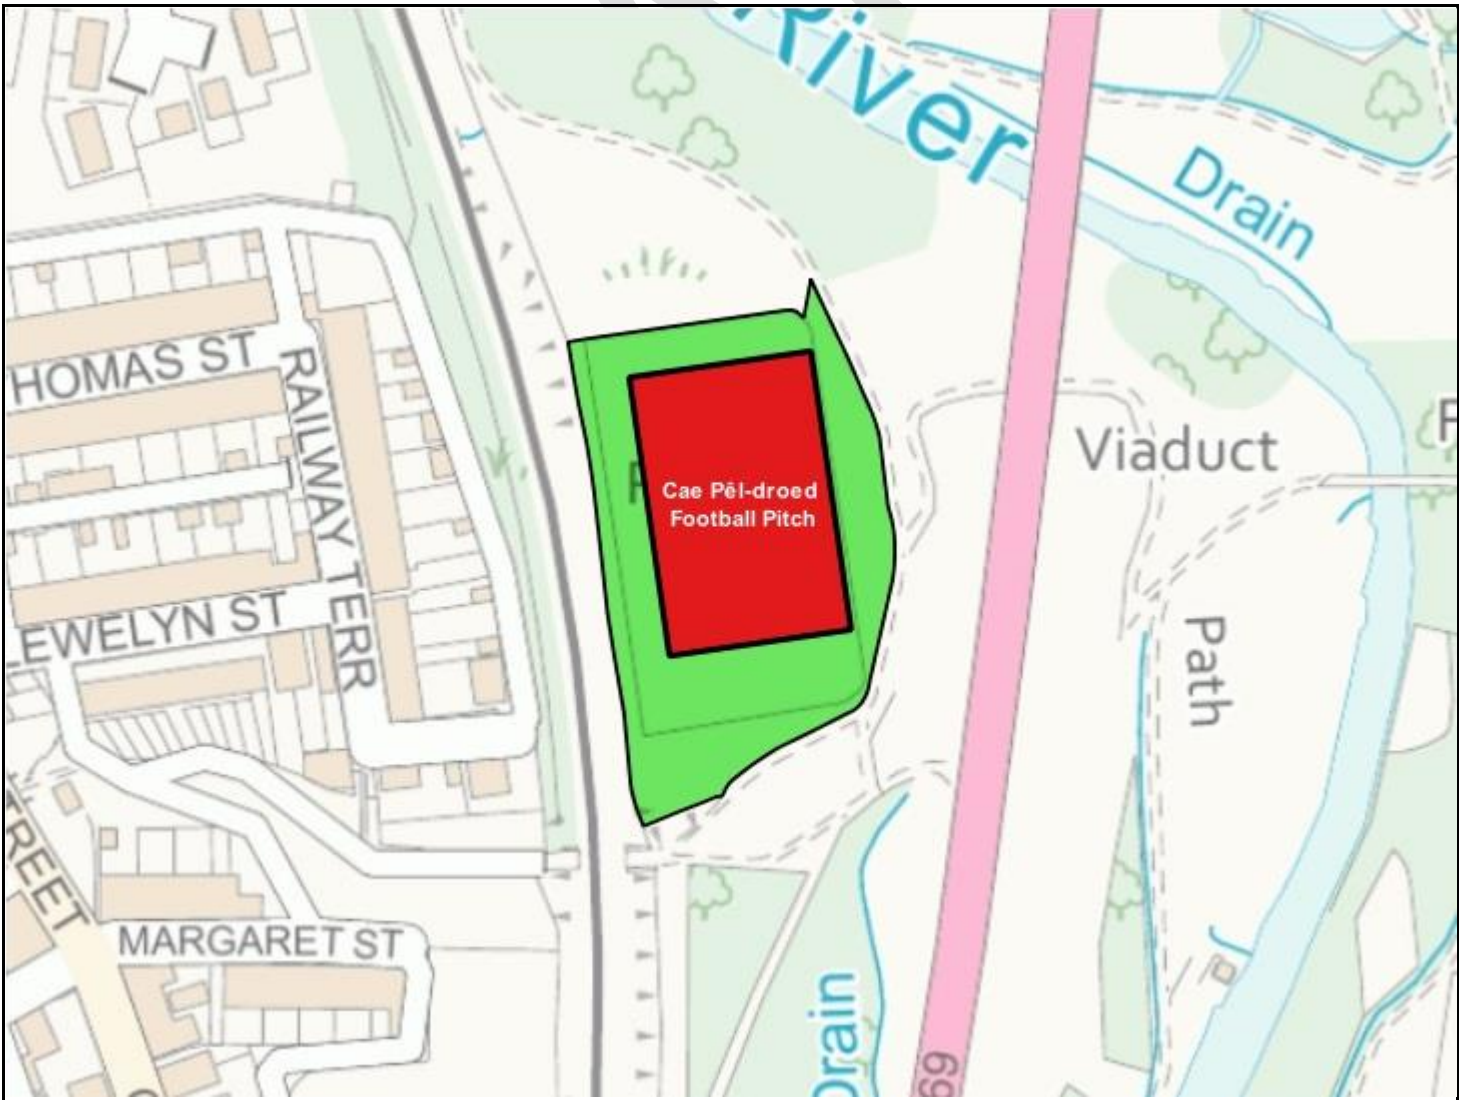 River
Drain
HOMAS ST
RAILWAY TERR
Viaduct
Cae Pêl-droed
Football Pitch
LEWELYN ST
Path
TREET
MARGARET ST
Drain
69